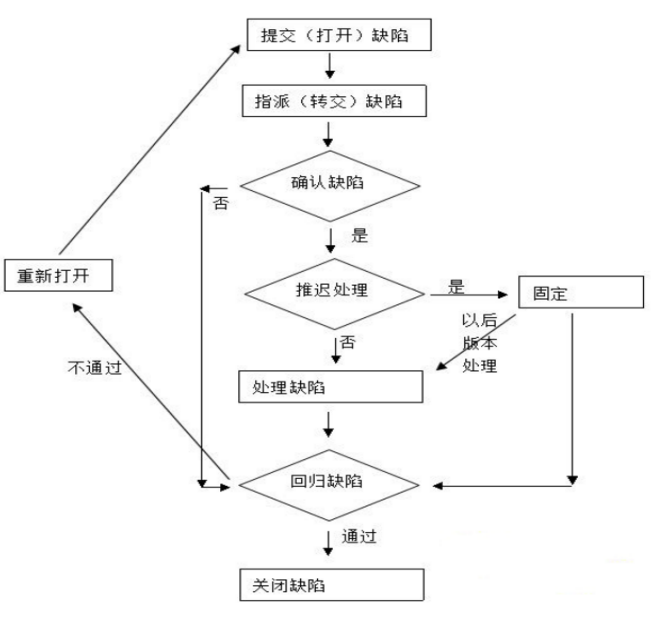 提交（打开）缺陷
指派（转交）缺陷
确认缺陷
否
是
重新打开
推迟处理
是
固定
以后
版本
处理
否
不通过
处理缺陷
回归缺陷
通过
关闭缺陷